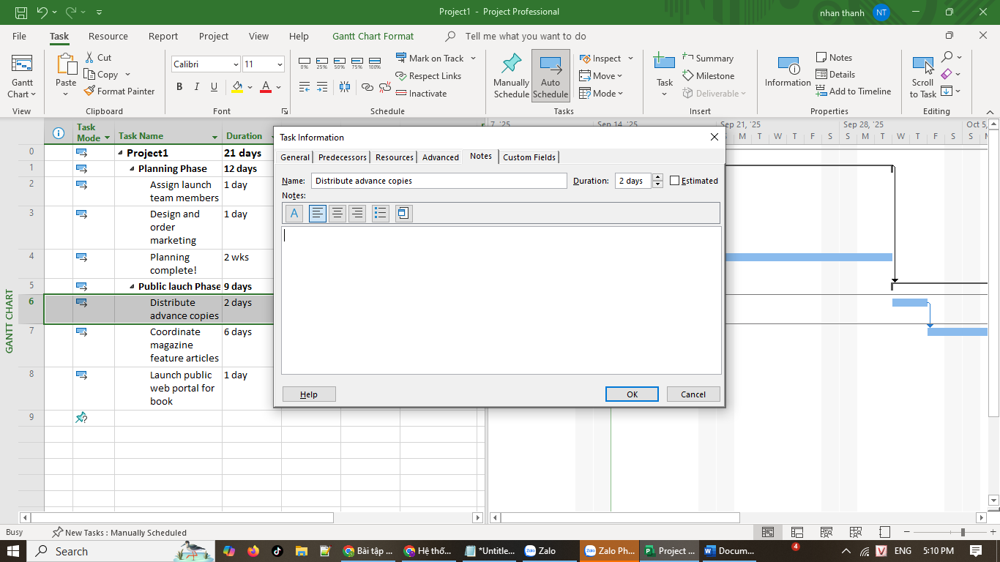 Project1 - Project Professional
nhan thanh NT
File Task Resource Report Project View Help Gantt Chart Format Tell me what you want to do
Gantt Chart
View
Paste
Cut
Copy
Format Painter
Clipboard
Calibri 11
B I U A
Font
0% 25% 50% 75% 100%
Mark on Track
Respect Links
Inactivate
Schedule
Manually Schedule
Auto Schedule
Inspect
Move
Mode
Tasks
Task
Summary
Milestone
Deliverable
Insert
Information
Notes
Details
Add to Timeline
Properties
Scroll to Task
Editing
Task Mode Task Name Duration
7, '25 Sep 14, '25 Sep 21, '25 Sep 28, '25 Oct 5,
M T W T F S S M T W T F S S M
0 Project1 21 days
1 Planning Phase 12 days
2 Assign launch team members 1 day
3 Design and order marketing 1 day
4 Planning complete! 2 wks
5 Public lauch Phase 9 days
6 Distribute advance copies 2 days
7 Coordinate magazine feature articles 6 days
8 Launch public web portal for book 1 day
9
GANTT CHART
Task Information
General Predecessors Resources Advanced Notes Custom Fields
Name: Distribute advance copies Duration: 2 days Estimated
Notes:
A
Help OK Cancel
Busy New Tasks : Manually Scheduled
Search
Bài tập ...
Hệ thố...
*Untitle...
Zalo
Zalo Ph...
Project ...
Docum...
4
V ENG 5:10 PM